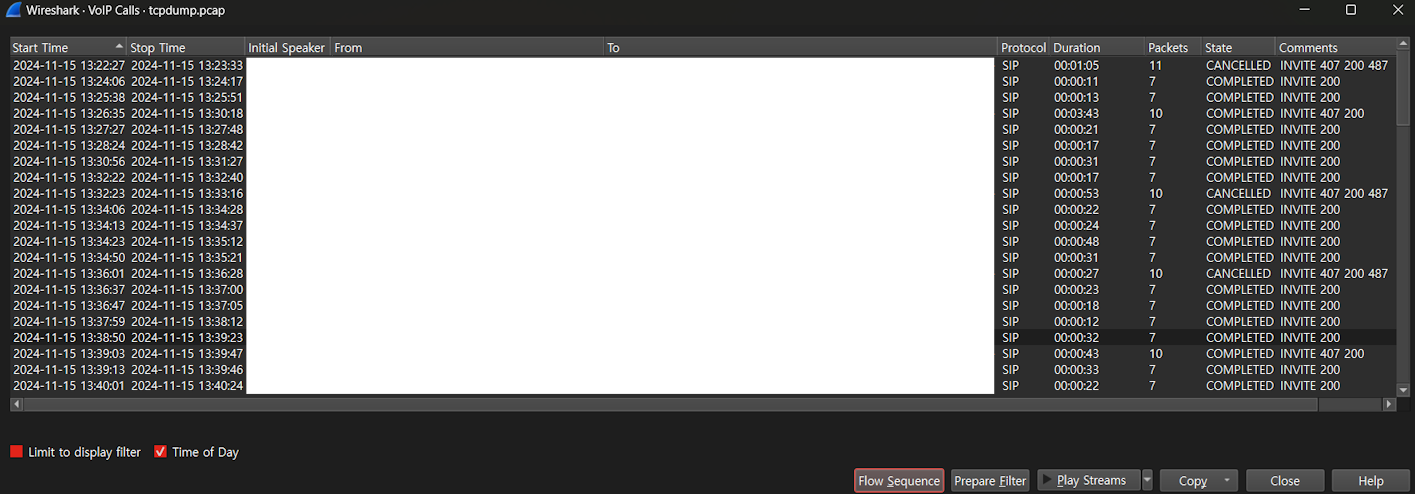 Wireshark · VoIP Calls · tcpdump.pcap
Start Time Stop Time Initial Speaker From To Protocol Duration Packets State Comments
2024-11-15 13:22:27 2024-11-15 13:23:33 SIP 00:01:05 11 CANCELLED INVITE 407 200 487
2024-11-15 13:24:06 2024-11-15 13:24:17 SIP 00:00:11 7 COMPLETED INVITE 200
2024-11-15 13:25:38 2024-11-15 13:25:51 SIP 00:00:13 7 COMPLETED INVITE 200
2024-11-15 13:26:35 2024-11-15 13:30:18 SIP 00:03:43 10 COMPLETED INVITE 407 200
2024-11-15 13:27:27 2024-11-15 13:27:48 SIP 00:00:21 7 COMPLETED INVITE 200
2024-11-15 13:28:24 2024-11-15 13:28:42 SIP 00:00:17 7 COMPLETED INVITE 200
2024-11-15 13:30:56 2024-11-15 13:31:27 SIP 00:00:31 7 COMPLETED INVITE 200
2024-11-15 13:32:22 2024-11-15 13:32:40 SIP 00:00:17 7 COMPLETED INVITE 200
2024-11-15 13:32:23 2024-11-15 13:33:16 SIP 00:00:53 10 CANCELLED INVITE 407 200 487
2024-11-15 13:34:06 2024-11-15 13:34:28 SIP 00:00:22 7 COMPLETED INVITE 200
2024-11-15 13:34:13 2024-11-15 13:34:37 SIP 00:00:24 7 COMPLETED INVITE 200
2024-11-15 13:34:23 2024-11-15 13:35:12 SIP 00:00:48 7 COMPLETED INVITE 200
2024-11-15 13:34:50 2024-11-15 13:35:21 SIP 00:00:31 7 COMPLETED INVITE 200
2024-11-15 13:36:01 2024-11-15 13:36:28 SIP 00:00:27 10 CANCELLED INVITE 407 200 487
2024-11-15 13:36:37 2024-11-15 13:37:00 SIP 00:00:23 7 COMPLETED INVITE 200
2024-11-15 13:36:47 2024-11-15 13:37:05 SIP 00:00:18 7 COMPLETED INVITE 200
2024-11-15 13:37:59 2024-11-15 13:38:12 SIP 00:00:12 7 COMPLETED INVITE 200
2024-11-15 13:38:50 2024-11-15 13:39:23 SIP 00:00:32 7 COMPLETED INVITE 200
2024-11-15 13:39:03 2024-11-15 13:39:47 SIP 00:00:43 10 COMPLETED INVITE 407 200
2024-11-15 13:39:13 2024-11-15 13:39:46 SIP 00:00:33 7 COMPLETED INVITE 200
2024-11-15 13:40:01 2024-11-15 13:40:24 SIP 00:00:22 7 COMPLETED INVITE 200
Limit to display filter Time of Day
Flow Sequence Prepare Filter Play Streams Copy Close Help